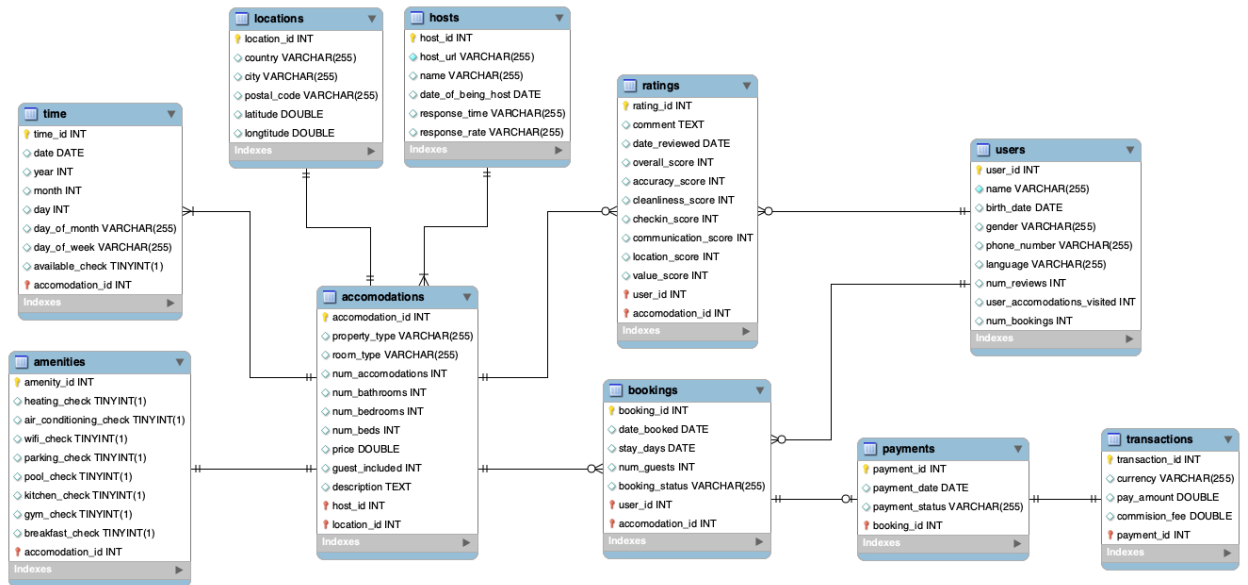 locations
location_id INT
country VARCHAR(255)
city VARCHAR(255)
postal_code VARCHAR(255)
latitude DOUBLE
longtitude DOUBLE
Indexes
hosts
host_id INT
host_url VARCHAR(255)
name VARCHAR(255)
date_of_being_host DATE
response_time VARCHAR(255)
response_rate VARCHAR(255)
Indexes
time
time_id INT
date DATE
year INT
month INT
day INT
day_of_month VARCHAR(255)
day_of_week VARCHAR(255)
available_check TINYINT(1)
accomodation_id INT
Indexes
ratings
rating_id INT
comment TEXT
date_reviewed DATE
overall_score INT
accuracy_score INT
cleanliness_score INT
checkin_score INT
communication_score INT
location_score INT
value_score INT
user_id INT
accomodation_id INT
Indexes
users
user_id INT
name VARCHAR(255)
birth_date DATE
gender VARCHAR(255)
phone_number VARCHAR(255)
language VARCHAR(255)
num_reviews INT
user_accomodations_visited INT
num_bookings INT
Indexes
accomodations
accomodation_id INT
property_type VARCHAR(255)
room_type VARCHAR(255)
num_accomodations INT
num_bathrooms INT
num_bedrooms INT
num_beds INT
price DOUBLE
guest_included INT
description TEXT
host_id INT
location_id INT
Indexes
amenities
amenity_id INT
heating_check TINYINT(1)
air_conditioning_check TINYINT(1)
wifi_check TINYINT(1)
parking_check TINYINT(1)
pool_check TINYINT(1)
kitchen_check TINYINT(1)
gym_check TINYINT(1)
breakfast_check TINYINT(1)
accomodation_id INT
Indexes
bookings
booking_id INT
date_booked DATE
stay_days DATE
num_guests INT
booking_status VARCHAR(255)
user_id INT
accomodation_id INT
Indexes
payments
payment_id INT
payment_date DATE
payment_status VARCHAR(255)
booking_id INT
Indexes
transactions
transaction_id INT
currency VARCHAR(255)
pay_amount DOUBLE
commision_fee DOUBLE
payment_id INT
Indexes